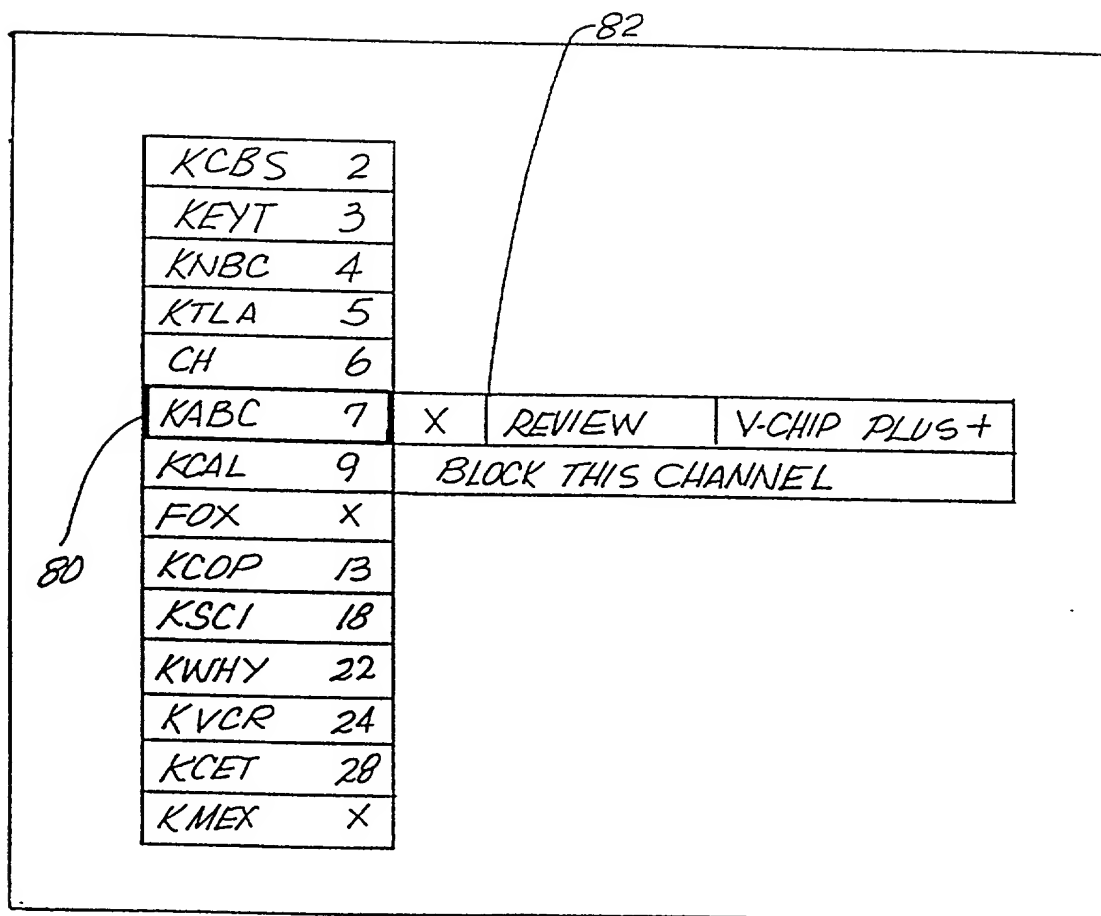 82
KCBS 2
KEYT 3
KNBC 4
KTLA 5
CH 6
KABC 7 X REVIEW V-CHIP PLUS+
KCAL 9 BLOCK THIS CHANNEL
FOX X
80
KCOP 13
KSCI 18
KWHY 22
KVCR 24
KCET 28
KMEX X